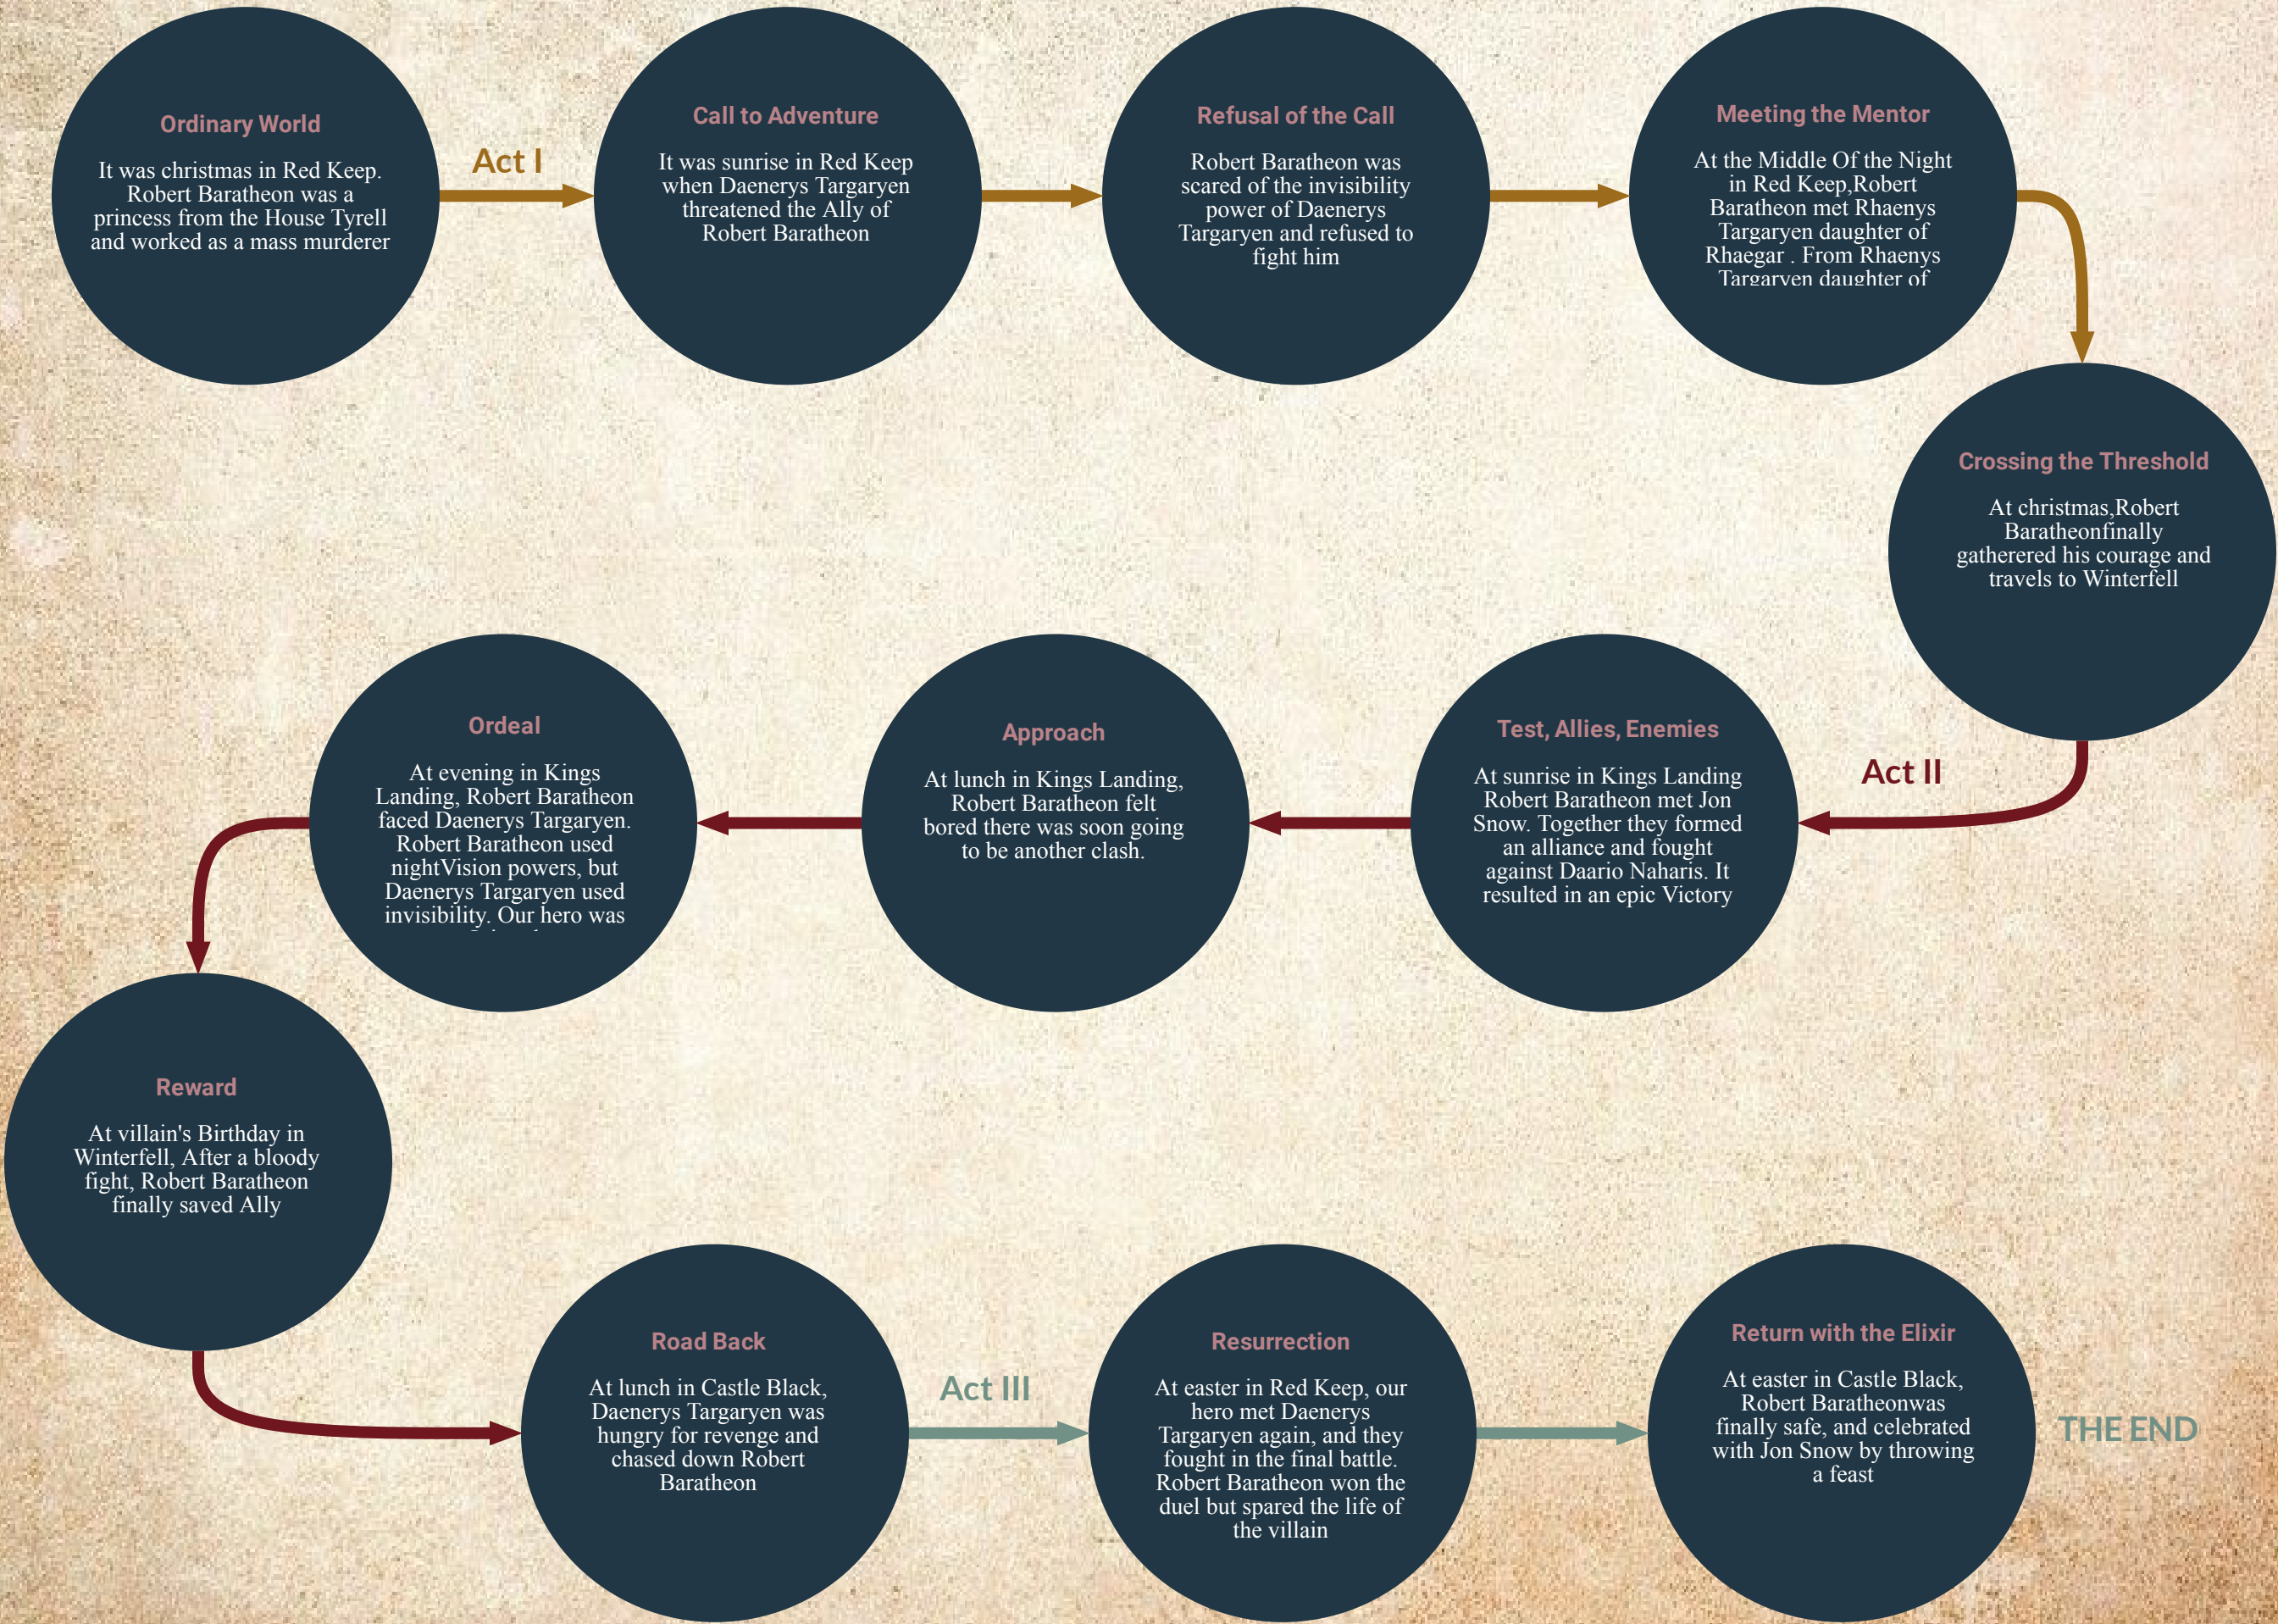 Ordinary World
It was christmas in Red Keep.
Robert Baratheon was a
princess from the House Tyrell
and worked as a mass murderer
Act I
Call to Adventure
It was sunrise in Red Keep
when Daenerys Targaryen
threatened the Ally of
Robert Baratheon
Refusal of the Call
Robert Baratheon was
scared of the invisibility
power of Daenerys
Targaryen and refused to
fight him
Meeting the Mentor
At the Middle Of the Night
in Red Keep,Robert
Baratheon met Rhaenys
Targaryen daughter of
Rhaegar . From Rhaenys
Targaryen daughter of
Crossing the Threshold
At christmas,Robert
Baratheonfinally
gatherered his courage and
travels to Winterfell
Act II
Test, Allies, Enemies
At sunrise in Kings Landing
Robert Baratheon met Jon
Snow. Together they formed
an alliance and fought
against Daario Naharis. It
resulted in an epic Victory
Approach
At lunch in Kings Landing,
Robert Baratheon felt
bored there was soon going
to be another clash.
Ordeal
At evening in Kings
Landing, Robert Baratheon
faced Daenerys Targaryen.
Robert Baratheon used
nightVision powers, but
Daenerys Targaryen used
invisibility. Our hero was
Reward
At villain's Birthday in
Winterfell, After a bloody
fight, Robert Baratheon
finally saved Ally
Road Back
At lunch in Castle Black,
Daenerys Targaryen was
hungry for revenge and
chased down Robert
Baratheon
Act III
Resurrection
At easter in Red Keep, our
hero met Daenerys
Targaryen again, and they
fought in the final battle.
Robert Baratheon won the
duel but spared the life of
the villain
Return with the Elixir
At easter in Castle Black,
Robert Baratheonwas
finally safe, and celebrated
with Jon Snow by throwing
a feast
THE END